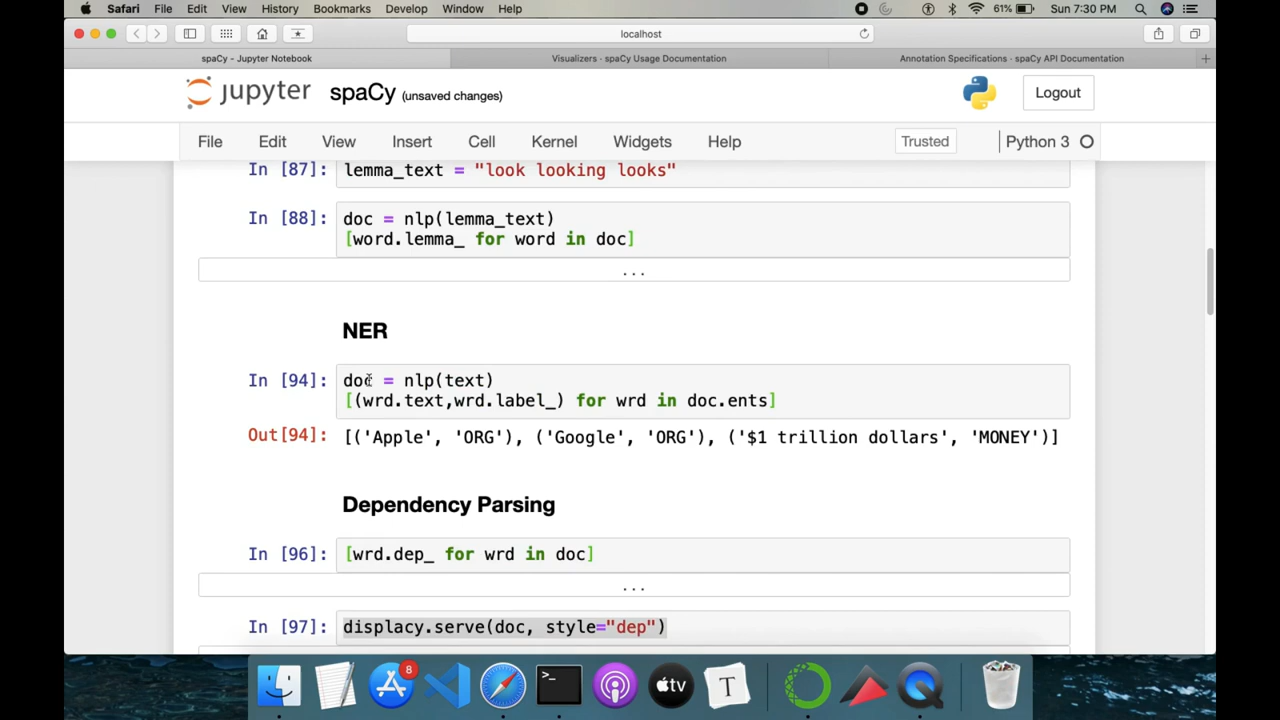 Safari File Edit View History Bookmarks Develop Window Help 61% Sun 7:30 PM
localhost
spaCy - Jupyter Notebook Visualizers · spaCy Usage Documentation Annotation Specifications · spaCy API Documentation +
jupyter spaCy (unsaved changes) Logout
File Edit View Insert Cell Kernel Widgets Help Trusted Python 3
In [87]: lemma_text = "look looking looks"
In [88]: doc = nlp(lemma_text)
[word.lemma_ for word in doc]
...
NER
In [94]: doc = nlp(text)
[(wrd.text,wrd.label_) for wrd in doc.ents]
Out[94]: [('Apple', 'ORG'), ('Google', 'ORG'), ('$1 trillion dollars', 'MONEY')]
Dependency Parsing
In [96]: [wrd.dep_ for wrd in doc]
...
In [97]: displacy.serve(doc, style="dep")
8
>_
tv
T